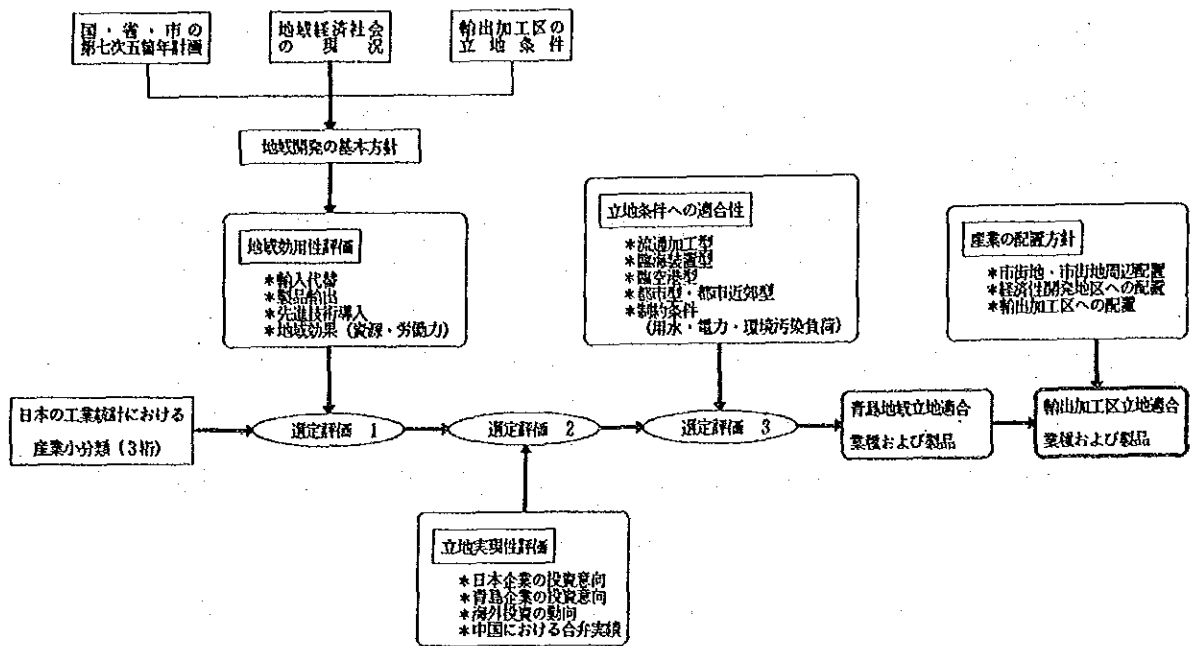 国・省・市の
第七次五箇年計画
地域経済社会
の現況
輸出加工区の
立地条件
地域開発の基本方針
地域効用性評価
*輸入代替
*製品輸出
*先進技術導入
*地域効果（資源・労働力）
立地条件への適合性
*流通加工型
*臨海装置型
*臨空港型
*都市型・都市近郊型
*制約条件
（用水・電力・環境汚染負荷）
産業の配置方針
*市街地・市街地周辺配置
*経済性開発地区への配置
*輸出加工区への配置
日本の工業統計における
産業小分類（3桁）
選定評価 1
選定評価 2
選定評価 3
青島地域立地適合
業種および製品
輸出加工区立地適合
業種および製品
立地実現性評価
*日本企業の投資意向
*青島企業の投資意向
*海外投資の動向
*中国における合弁実績